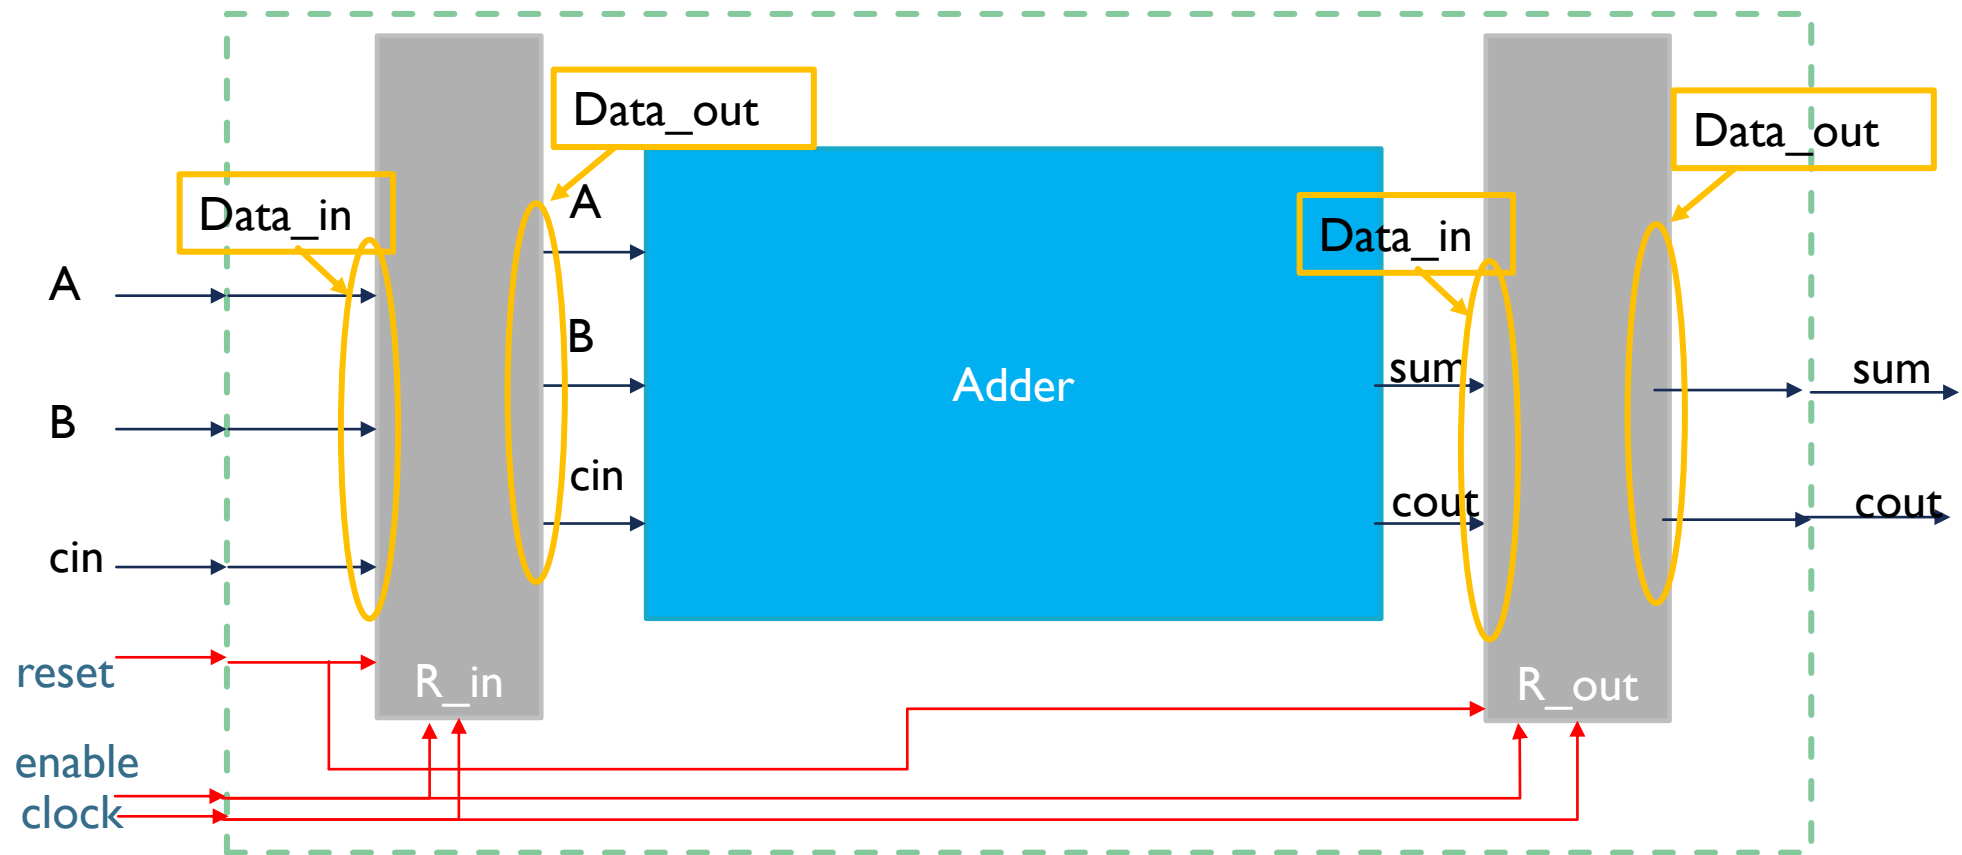 Data_out
Data_out
Data_in
A
Data_in
A
B
sum
sum
Adder
B
cin
cout
cout
cin
reset
R_in
R_out
enable
clock